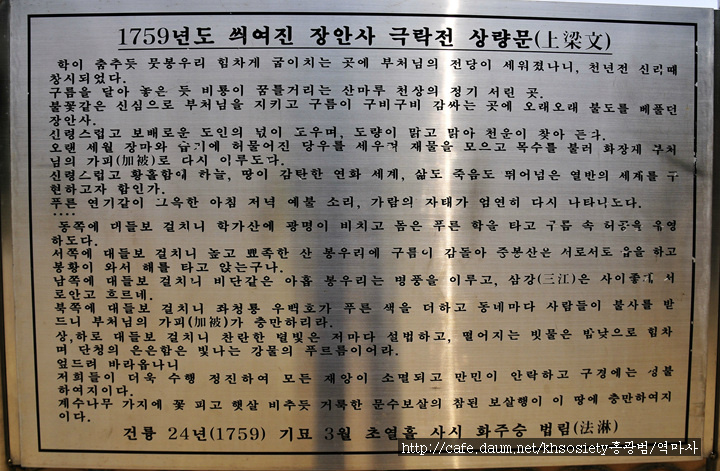 1759년도 씌여진 장안사 극락전 상량문(上梁文)
학이 춤추듯 뭇봉우리 힘차게 굽이치는 곳에 부처님의 전당이 세워졌나니, 천년전 신라때
창시되었다.
구름을 달아 놓은 듯 비룡이 꿈틀거리는 산마루 천상의 정기 서린 곳.
불꽃같은 신심으로 부처님을 지키고 구름이 구비구비 감싸는 곳에 오래오래 불도를 베풀던
장안사.
신령스럽고 보배로운 도인의 넋이 도우며, 도량이 맑고 맑아 천운이 찾아 든다.
오랜 세월 장마와 습기에 허물어진 당우를 세우려 재물을 모으고 목수를 불러 화장제 부처
님의 가피(加被)로 다시 이루도다.
신령스럽고 황홀함에 하늘, 땅이 감탄한 연화 세계, 삶도 죽음도 뛰어넘은 열반의 세계를 구
현하고자 함인가.
푸른 연기같이 그윽한 아침 저녁 예불 소리, 가람의 자태가 엄연히 다시 나타나도다.
····
동쪽에 대들보 걸치니 학가산에 광명이 비치고 몸은 푸른 학을 타고 구름 속 허공을 유영
하도다.
서쪽에 대들보 걸치니 높고 뾰족한 산 봉우리에 구름이 감돌아 중봉산은 서로서로 읍을 하고
봉황이 와서 해를 타고 앉는구나.
남쪽에 대들보 걸치니 비단같은 아홉 봉우리는 병풍을 이루고, 삼강(三江)은 사이좋게 서
로안고 흐르네.
북쪽에 대들보 걸치니 좌청룡 우백호가 푸른 색을 더하고 동네마다 사람들이 불사를 받
드니 부처님의 가피(加被)가 충만하리라.
상,하로 대들보 걸치니 찬란한 별빛은 저마다 설법하고, 떨어지는 빗물은 밤낮으로 힘차
며 단청의 은은함은 빛나는 강물의 푸르름이어라.
엎드려 바라옵나니
저희들이 더욱 수행 정진하여 모든 재앙이 소멸되고 만민이 안락하고 구경에는 성불
하여지이다.
계수나무 가지에 꽃 피고 햇살 비추듯 거룩한 문수보살의 참된 보살행이 이 땅에 충만하여지
이다.
건륭 24년(1759) 기묘 3월 초열흘 사시 화주승 법림(法淋)
http://cafe.daum.net/khsosiety홍광범/역마차